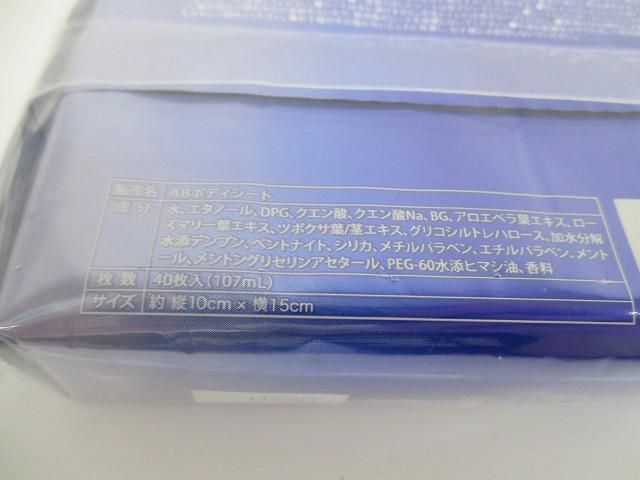 販売名 ABボディシート
成分 水、エタノール、DPG、クエン酸、クエン酸Na、BG、アロエベラ葉エキス、ロー
ズマリー葉エキス、ツボクサ葉/茎エキス、グリコシルトレハロース、加水分解
水添デンプン、ベントナイト、シリカ、メチルパラベン、エチルパラベン、メント
ール、メントングリセリンアセタール、PEG-60水添ヒマシ油、香料
枚数 40枚入(107mL)
サイズ 約 縦10cm×横15cm